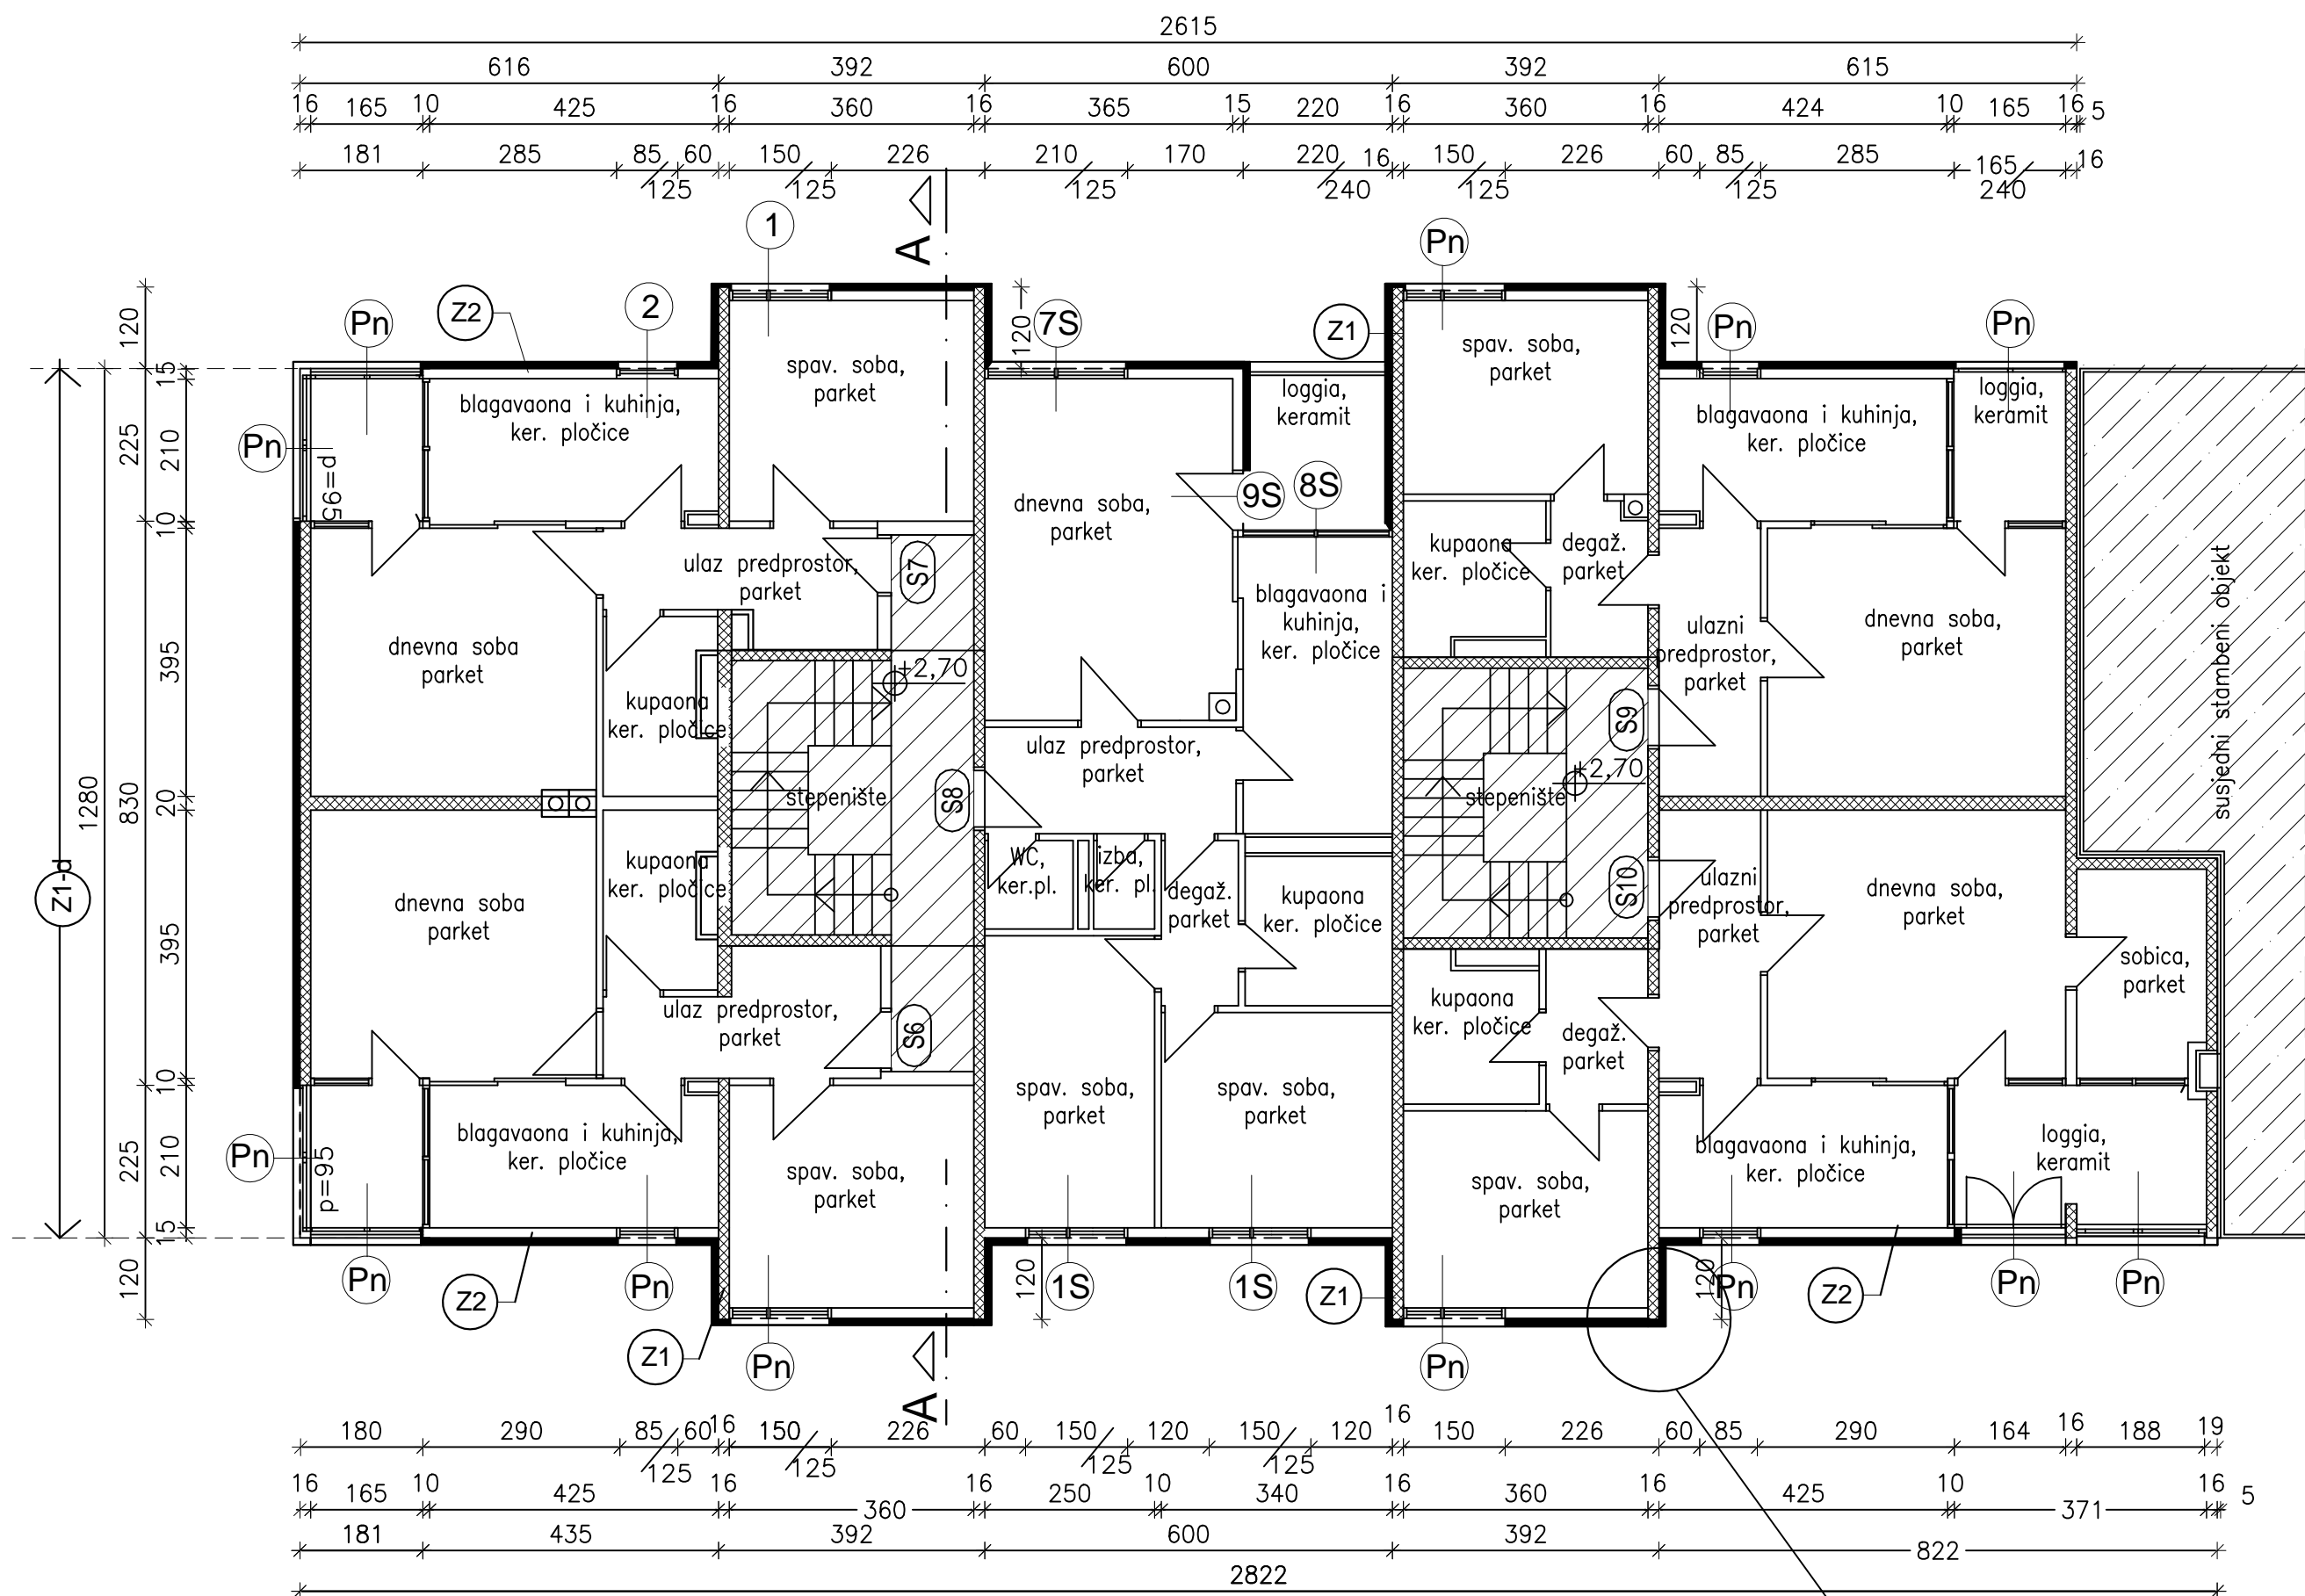 2615
616 392 600 392 615
16 165 10 425 16 360 16 365 15 220 16 360 16 424 10 165 16 5
181 285 85 60 150 226 210 170 220 16 150 226 60 85 285 165 16
125 125 125 240 125 125 240
A
1
Pn
Z2
2
7S
Z1
Pn
Pn
Pn
120
120
120
15
225
210
10
1280
830
395
20
395
10
225
210
15
120
Z1-d
Pn
p=95
blagavaona i kuhinja,
ker. pločice
spav. soba,
parket
dnevna soba,
parket
loggia,
keramit
9S
8S
spav. soba,
parket
blagavaona i kuhinja,
ker. pločice
loggia,
keramit
dnevna soba
parket
ulaz predprostor,
parket
S7
kupaona
ker. pločice
+2,70
stepenište
S8
ulaz predprostor,
parket
blagavaona i
kuhinja,
ker. pločice
kupaona
ker. pločice
degaž.
parket
ulazni
predprostor,
parket
dnevna soba,
parket
susjedni stambeni objekt
S9
+2,70
stepenište
S10
dnevna soba
parket
kupaona
ker. pločice
ulaz predprostor,
parket
S6
WC,
ker.pl.
izba,
ker. pl.
degaž.
parket
kupaona
ker. pločice
ulazni
predprostor,
parket
dnevna soba,
parket
sobica,
parket
kupaona
ker. pločice
degaž.
parket
Pn
p=95
blagavaona i kuhinja,
ker. pločice
spav. soba,
parket
spav. soba,
parket
spav. soba,
parket
spav. soba,
parket
blagavaona i kuhinja,
ker. pločice
loggia,
keramit
Pn
Z2
Pn
Z1
Pn
A
120
1S
1S
Z1
Pn
120
Pn
Z2
Pn
Pn
180 290 85 60 16 150 226 60 150 120 150 120 16 150 226 60 85 290 164 16 188 19
125 125 125 125
16 165 10 425 16 360 16 250 10 340 16 360 16 425 10 371 16 5
181 435 392 600 392 822
2822